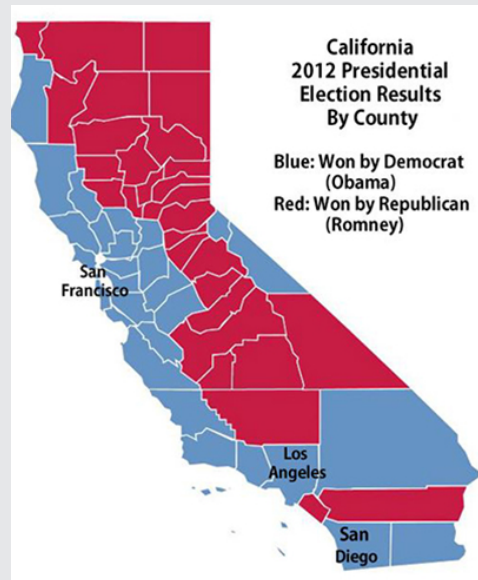 California
2012 Presidential
Election Results
By County
Blue: Won by Democrat
(Obama)
Red: Won by Republican
(Romney)
San
Francisco
Los
Angeles
San
Diego